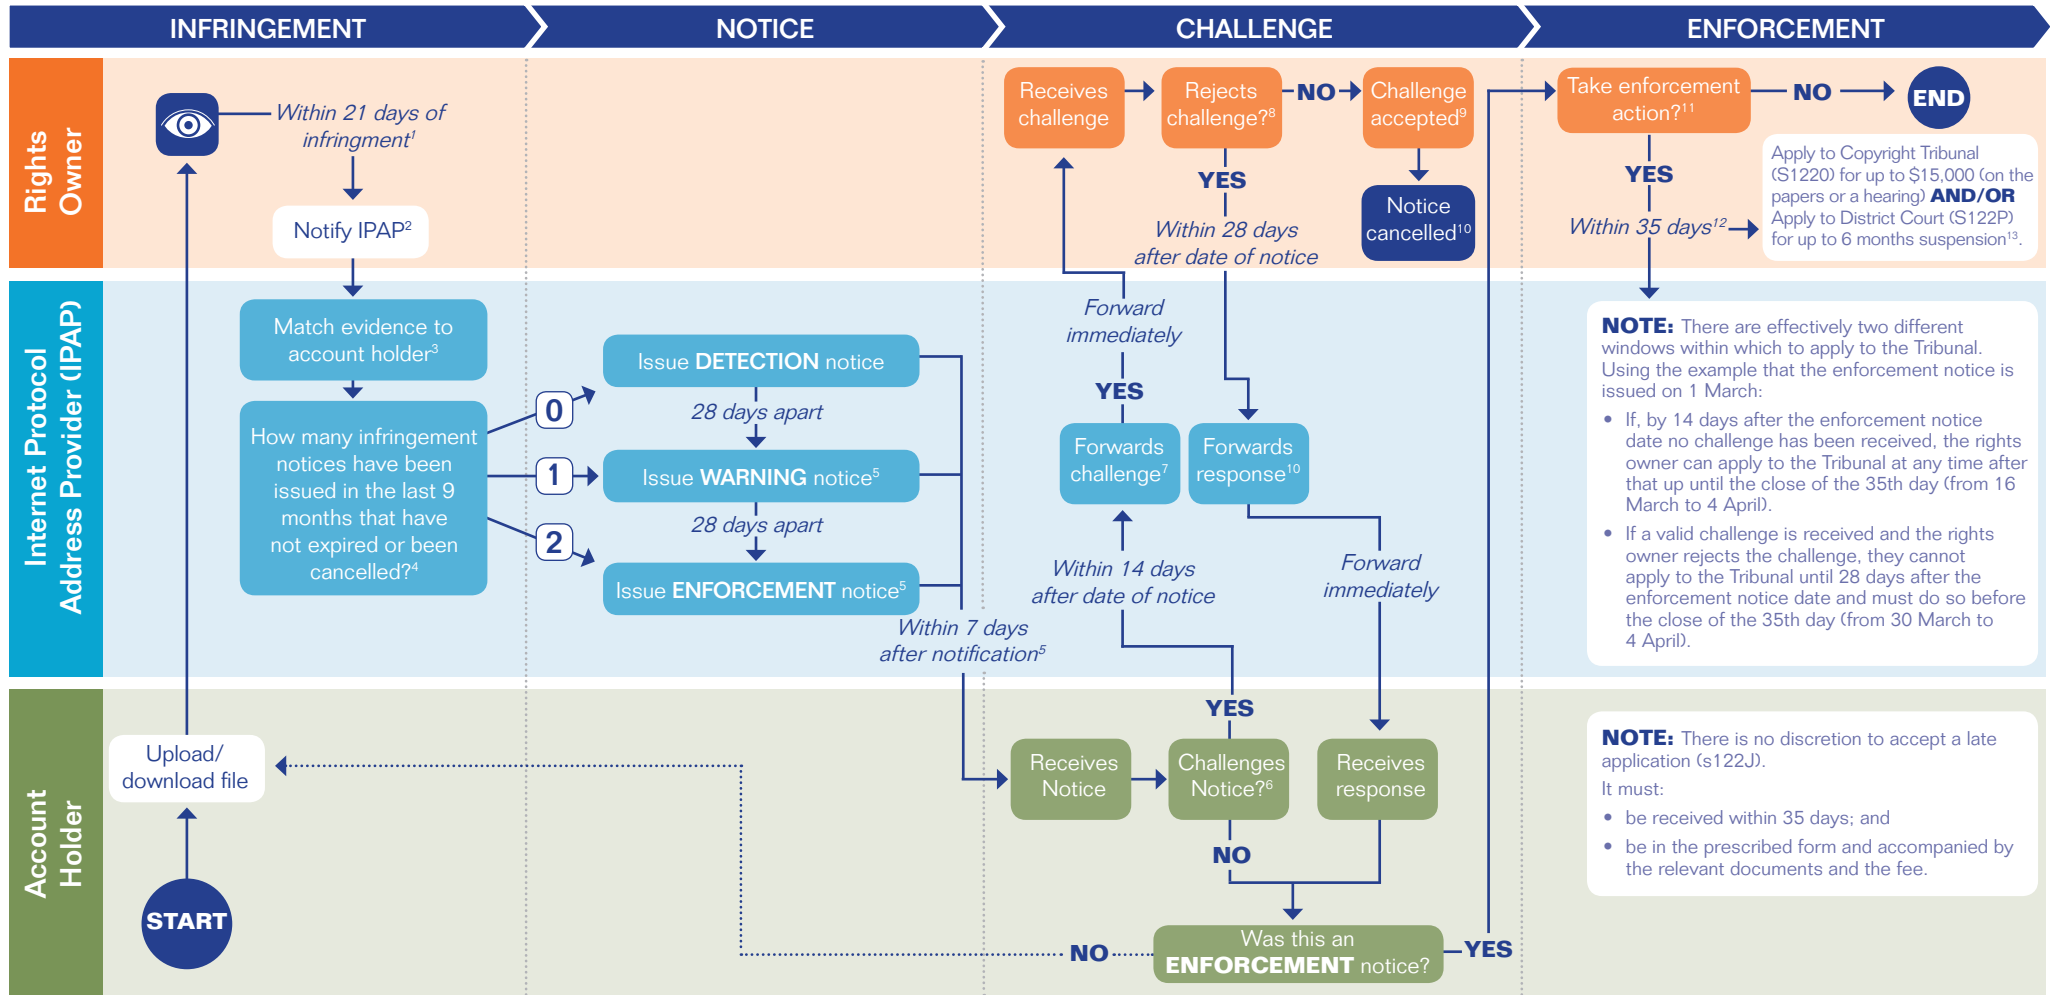 INFRINGEMENT
NOTICE
CHALLENGE
ENFORCEMENT
Rights
Owner
Within 21 days of
infringment1
Notify IPAP2
Receives
challenge
Rejects
challenge?8
NO
Challenge
accepted9
YES
Within 28 days
after date of notice
Notice
cancelled10
Take enforcement
action?11
NO
END
YES
Within 35 days12
Apply to Copyright Tribunal
(S1220) for up to $15,000 (on the
papers or a hearing) AND/OR
Apply to District Court (S122P)
for up to 6 months suspension13.
Internet Protocol
Address Provider (IPAP)
Match evidence to
account holder3
How many infringement
notices have been
issued in the last 9
months that have
not expired or been
cancelled?4
0
1
2
Issue DETECTION notice
28 days apart
Issue WARNING notice5
28 days apart
Issue ENFORCEMENT notice5
Within 7 days
after notification5
Forward
immediately
YES
Forwards
challenge7
Forwards
response10
Within 14 days
after date of notice
Forward
immediately
NOTE: There are effectively two different
windows within which to apply to the Tribunal.
Using the example that the enforcement notice is
issued on 1 March:
• If, by 14 days after the enforcement notice
date no challenge has been received, the rights
owner can apply to the Tribunal at any time after
that up until the close of the 35th day (from 16
March to 4 April).
• If a valid challenge is received and the rights
owner rejects the challenge, they cannot
apply to the Tribunal until 28 days after the
enforcement notice date and must do so before
the close of the 35th day (from 30 March to
4 April).
Account
Holder
Upload/
download file
START
YES
Receives
Notice
Challenges
Notice?6
Receives
response
NO
Was this an
ENFORCEMENT notice?
NO
YES
NOTE: There is no discretion to accept a late
application (s122J).
It must:
• be received within 35 days; and
• be in the prescribed form and accompanied by
the relevant documents and the fee.